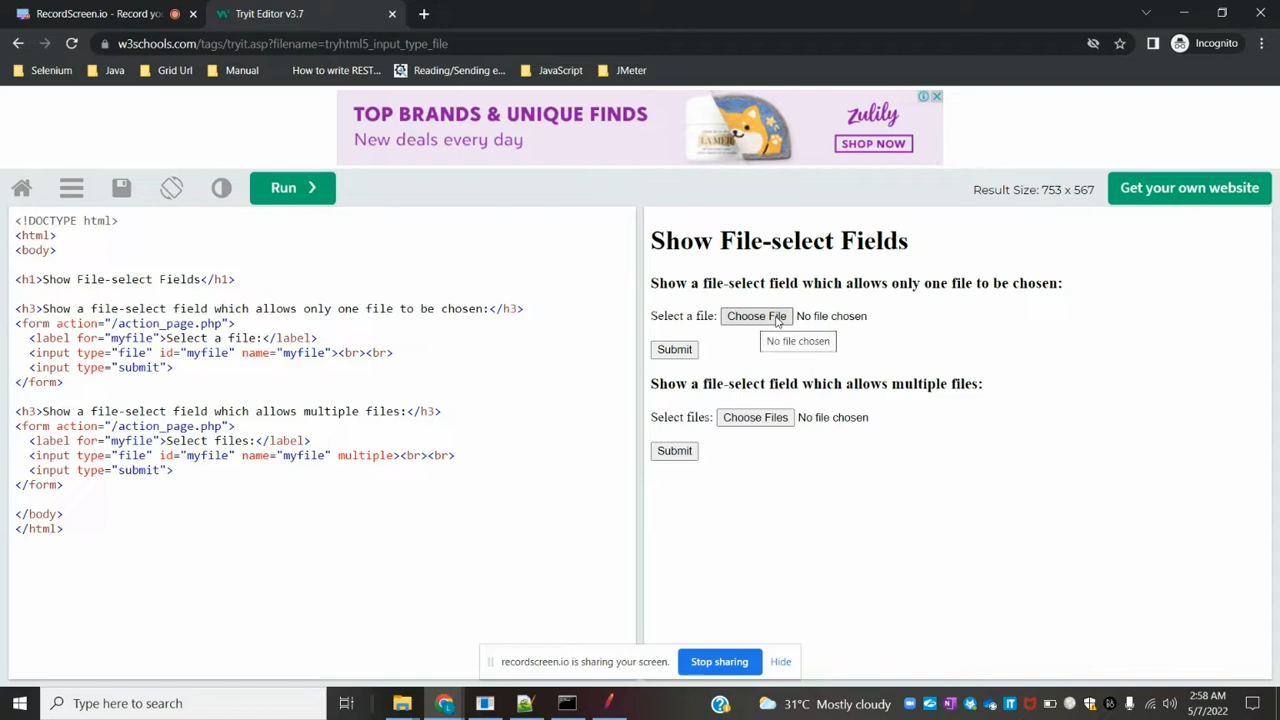 RecordScreen.io - Record yo
Tryit Editor v3.7
w3schools.com/tags/tryit.asp?filename=tryhtml5_input_type_file
Incognito
Selenium
Java
Grid Url
Manual
How to write REST...
Reading/Sending e...
JavaScript
JMeter
TOP BRANDS & UNIQUE FINDS
New deals every day
LA MER
zulily
SHOP NOW
Run
Result Size: 753 x 567
Get your own website
<!DOCTYPE html>
<html>
<body>
<h1>Show File-select Fields</h1>
<h3>Show a file-select field which allows only one file to be chosen:</h3>
<form action="/action_page.php">
<label for="myfile">Select a file:</label>
<input type="file" id="myfile" name="myfile"><br><br>
<input type="submit">
</form>
<h3>Show a file-select field which allows multiple files:</h3>
<form action="/action_page.php">
<label for="myfile">Select files:</label>
<input type="file" id="myfile" name="myfile" multiple><br><br>
<input type="submit">
</form>
</body>
</html>
Show File-select Fields
Show a file-select field which allows only one file to be chosen:
Select a file: Choose File No file chosen
No file chosen
Submit
Show a file-select field which allows multiple files:
Select files: Choose Files No file chosen
Submit
recordscreen.io is sharing your screen.
Stop sharing
Hide
Type here to search
31°C Mostly cloudy
2:58 AM
5/7/2022